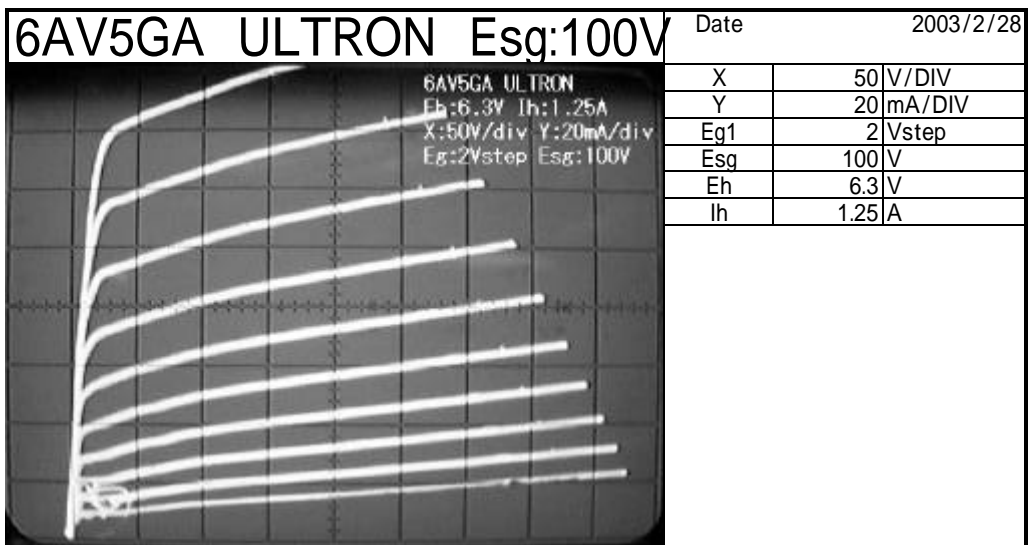 6AV5GA ULTRON Esg:100V
Date 2003/2/28
X 50 V/DIV
Y 20 mA/DIV
Eg1 2 Vstep
Esg 100 V
Eh 6.3 V
Ih 1.25 A
6AV5GA ULTRON
Eh:6.3V Ih:1.25A
X:50V/div Y:20mA/div
Eg:2Vstep Esg:100V